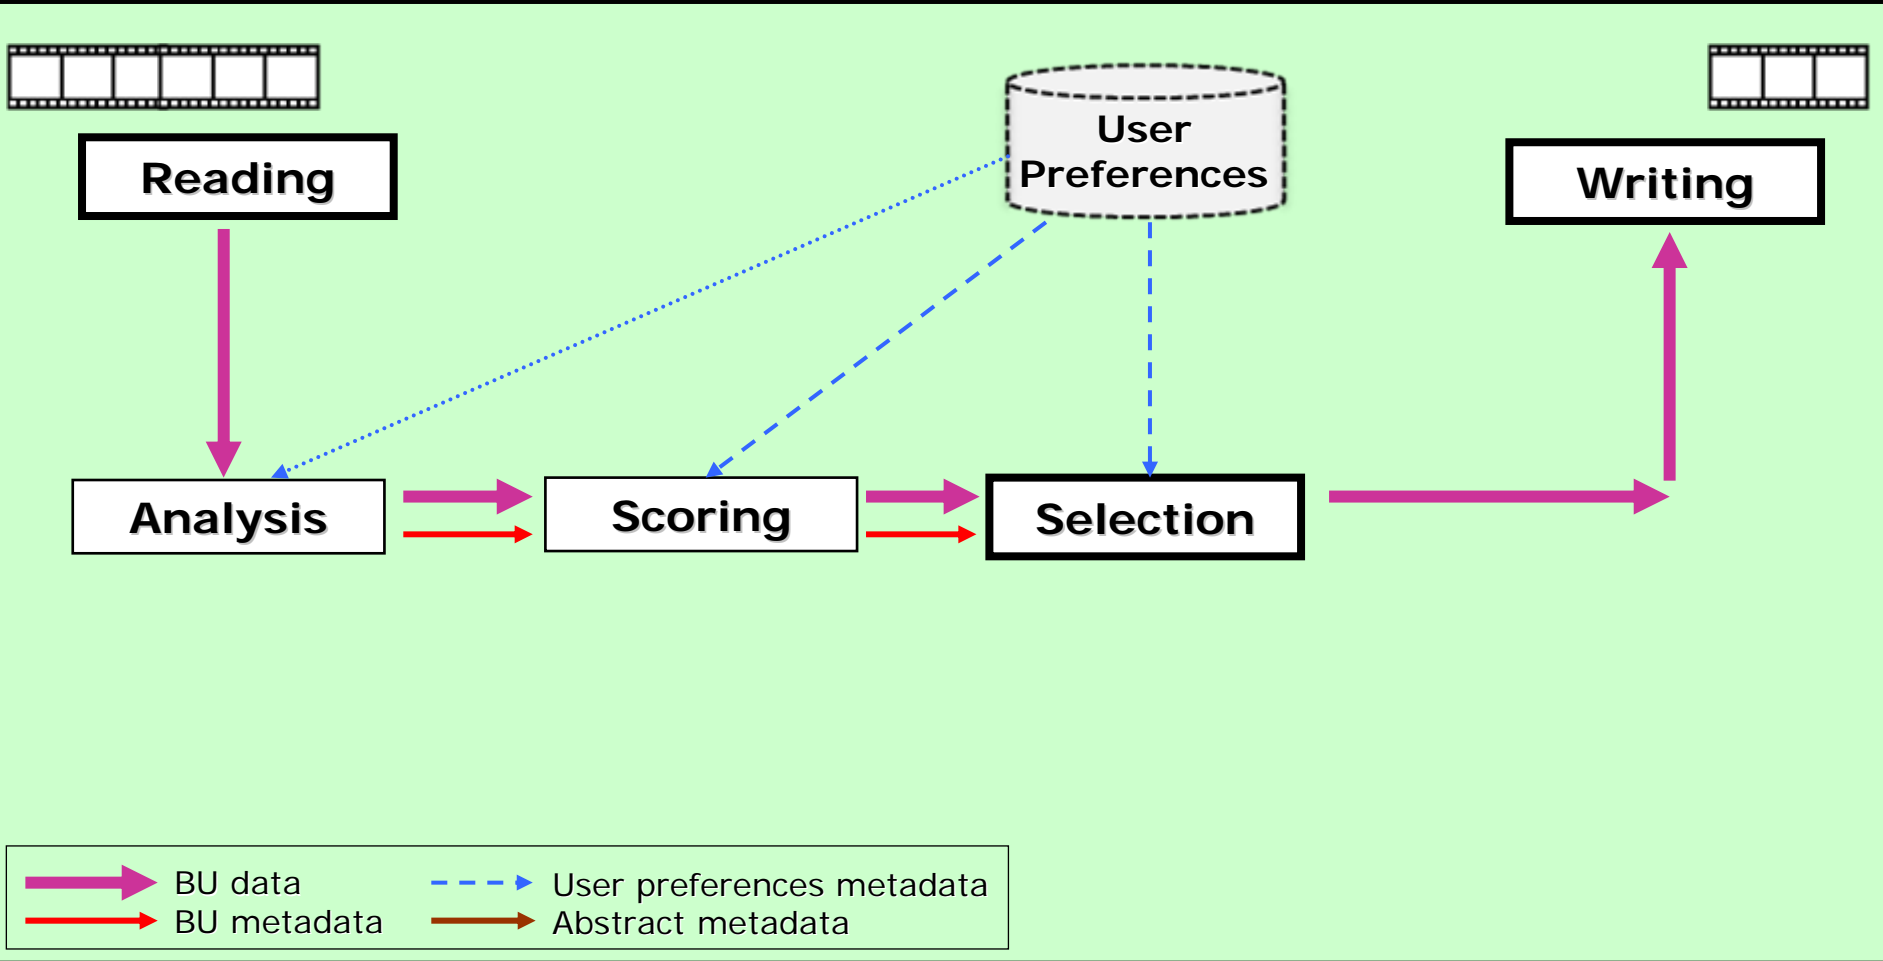 User
Preferences
Reading
Writing
Analysis
Scoring
Selection
BU data
User preferences metadata
BU metadata
Abstract metadata